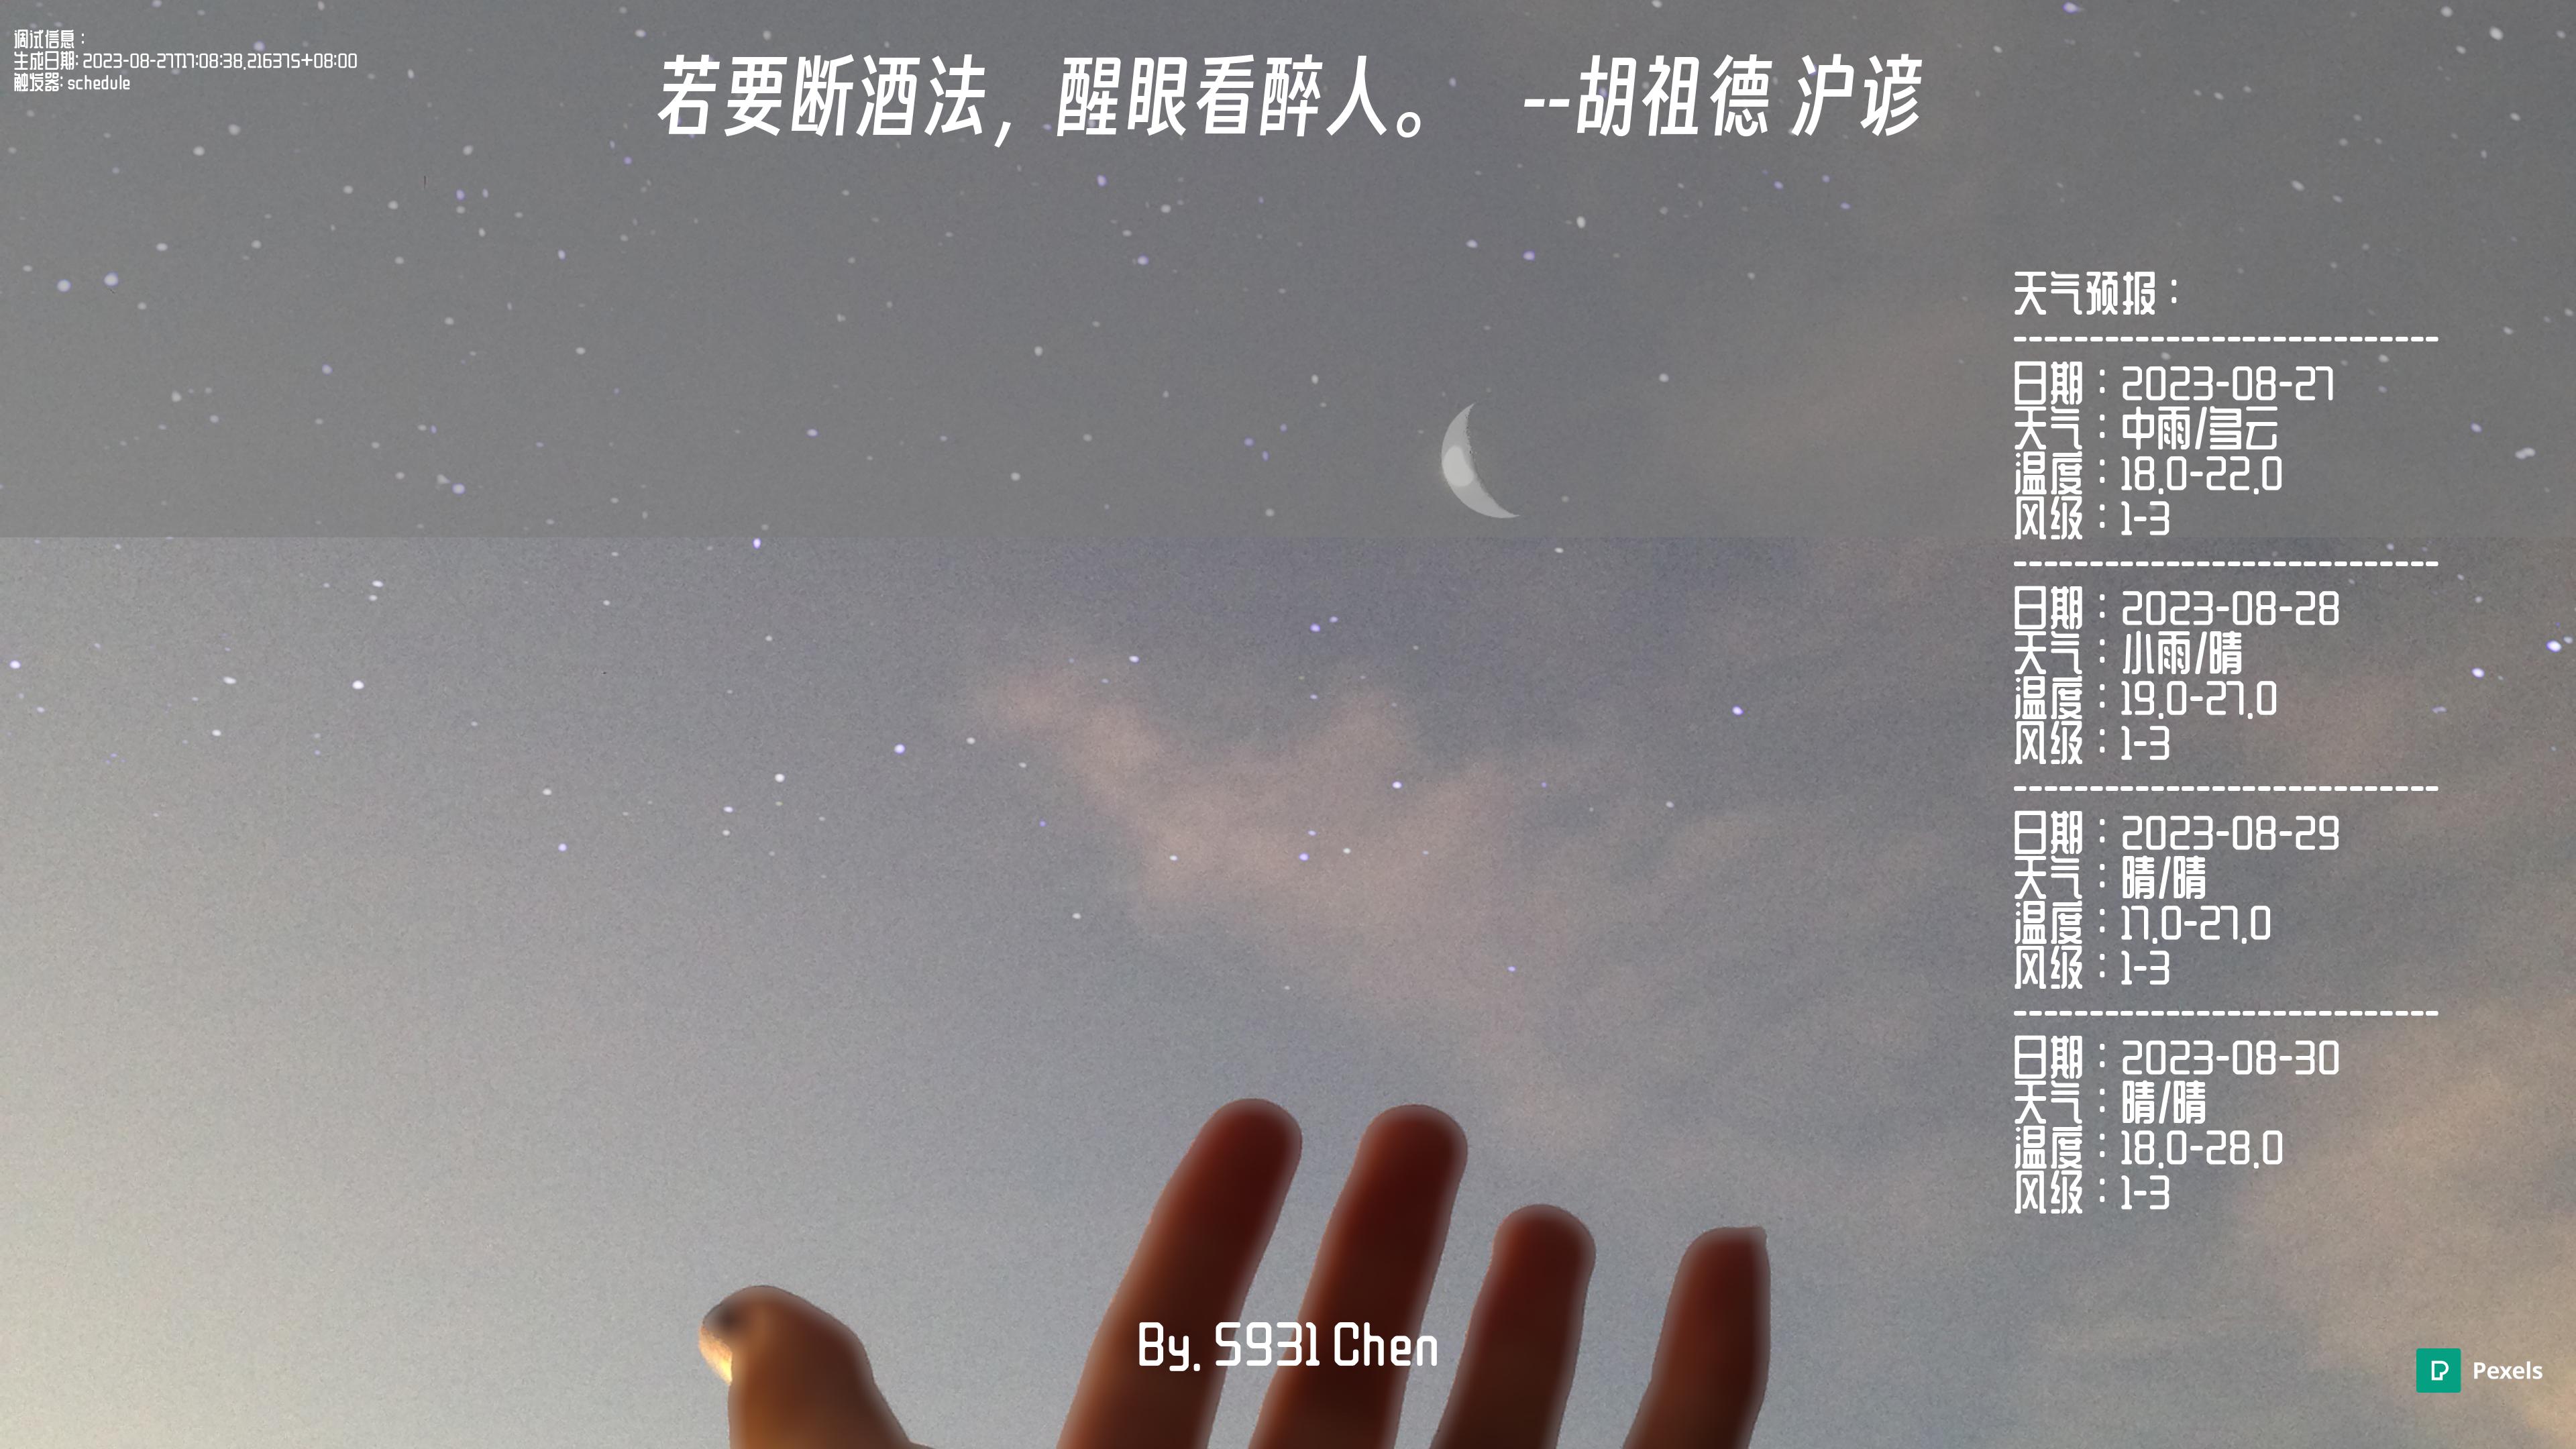 调试信息：
生成日期: 2023-08-27T17:08:38.216375+08:00
触发器: schedule
若要断酒法，醒眼看醉人。 --胡祖德 沪谚
天气预报：
----------------------------
日期：2023-08-27
天气：中雨/多云
温度：18.0-22.0
风级：1-3
----------------------------
日期：2023-08-28
天气：小雨/晴
温度：19.0-27.0
风级：1-3
----------------------------
日期：2023-08-29
天气：晴/晴
温度：17.0-27.0
风级：1-3
----------------------------
日期：2023-08-30
天气：晴/晴
温度：18.0-28.0
风级：1-3
By. S931 Chen
Pexels